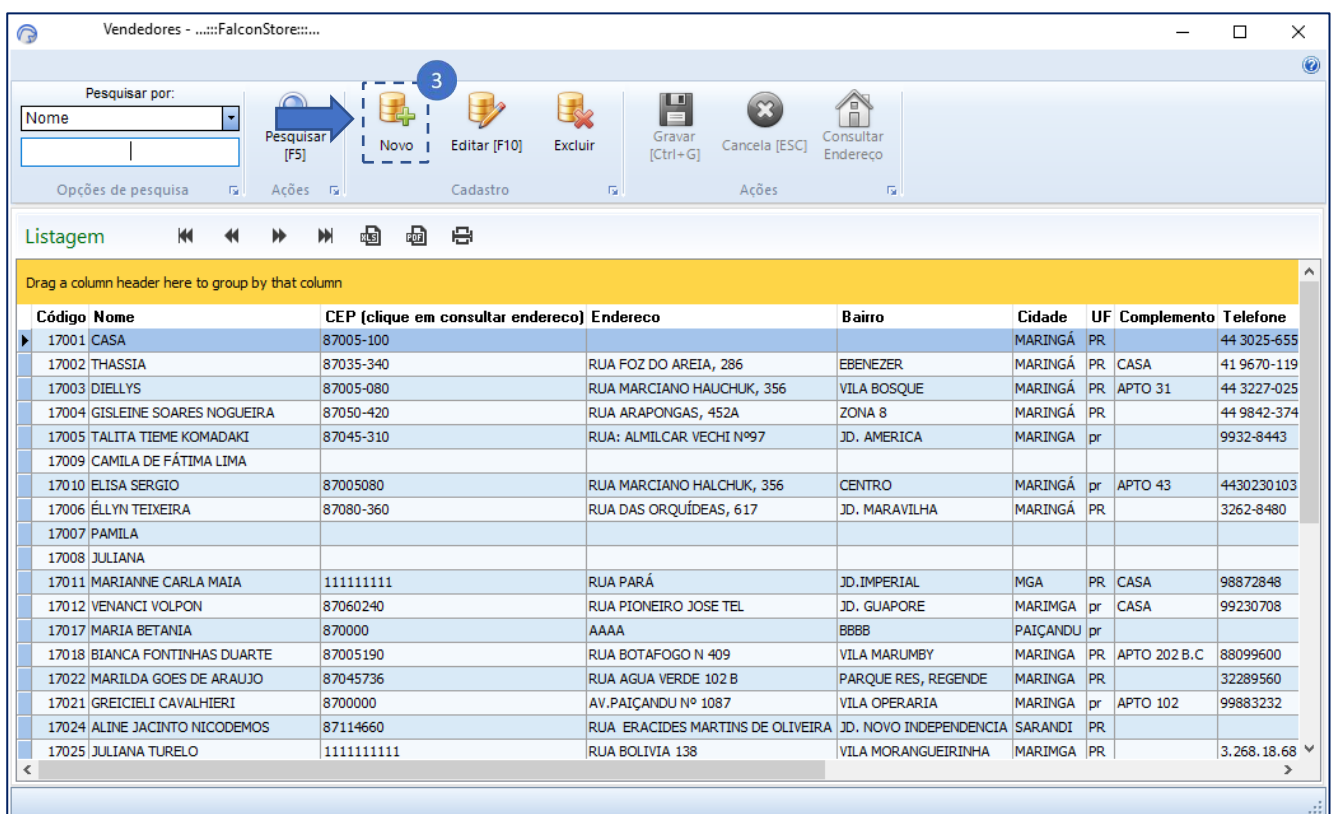 Vendedores - ...:::FalconStore:::...
3
Pesquisar por:
Nome
Pesquisar [F5]
Novo
Editar [F10]
Excluir
Gravar [Ctrl+G]
Cancela [ESC]
Consultar Endereço
Opções de pesquisa
Ações
Cadastro
Ações
Listagem
XLS
PDF
Drag a column header here to group by that column
Código Nome CEP (clique em consultar endereco) Endereco Bairro Cidade UF Complemento Telefone
17001 CASA 87005-100 MARINGÁ PR 44 3025-655
17002 THASSIA 87035-340 RUA FOZ DO AREIA, 286 EBENEZER MARINGÁ PR CASA 41 9670-119
17003 DIELLYS 87005-080 RUA MARCIANO HAUCHUK, 356 VILA BOSQUE MARINGÁ PR APTO 31 44 3227-025
17004 GISLEINE SOARES NOGUEIRA 87050-420 RUA ARAPONGAS, 452A ZONA 8 MARINGÁ PR 44 9842-374
17005 TALITA TIEME KOMADAKI 87045-310 RUA: ALMILCAR VECHI Nº97 JD. AMERICA MARINGA pr 9932-8443
17009 CAMILA DE FÁTIMA LIMA
17010 ELISA SERGIO 87005080 RUA MARCIANO HALCHUK, 356 CENTRO MARINGÁ pr APTO 43 4430230103
17006 ÉLLYN TEIXEIRA 87080-360 RUA DAS ORQUÍDEAS, 617 JD. MARAVILHA MARINGÁ PR 3262-8480
17007 PAMILA
17008 JULIANA
17011 MARIANNE CARLA MAIA 111111111 RUA PARÁ JD.IMPERIAL MGA PR CASA 98872848
17012 VENANCI VOLPON 87060240 RUA PIONEIRO JOSE TEL JD. GUAPORE MARIMGA pr CASA 99230708
17017 MARIA BETANIA 870000 AAAA BBBB PAIÇANDU pr
17018 BIANCA FONTINHAS DUARTE 87005190 RUA BOTAFOGO N 409 VILA MARUMBY MARINGA PR APTO 202 B.C 88099600
17022 MARILDA GOES DE ARAUJO 87045736 RUA AGUA VERDE 102 B PARQUE RES, REGENDE MARINGA PR 32289560
17021 GREICIELI CAVALHIERI 8700000 AV.PAIÇANDU Nº 1087 VILA OPERARIA MARINGA pr APTO 102 99883232
17024 ALINE JACINTO NICODEMOS 87114660 RUA ERACIDES MARTINS DE OLIVEIRA JD. NOVO INDEPENDENCIA SARANDI PR
17025 JULIANA TURELO 1111111111 RUA BOLIVIA 138 VILA MORANGUEIRINHA MARIMGA PR 3.268.18.68